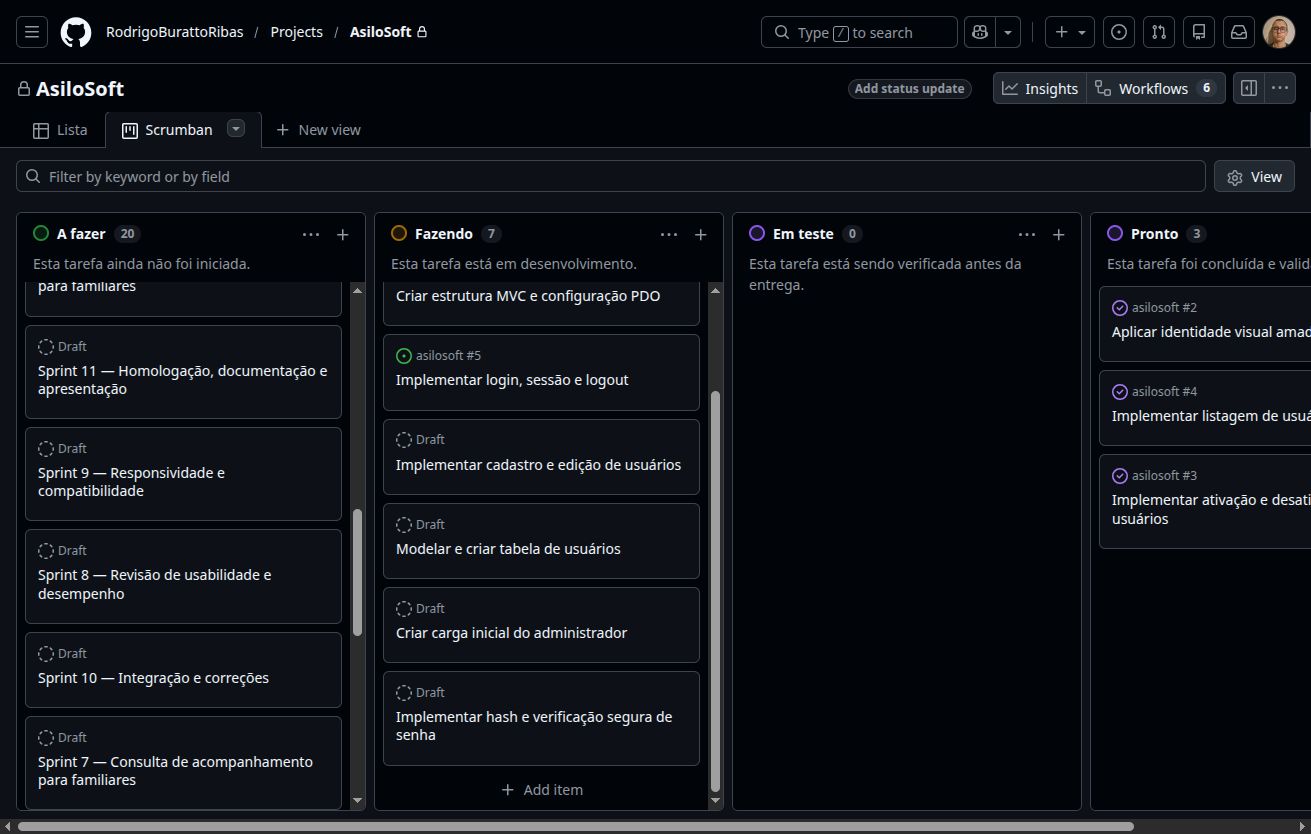 RodrigoBurattoRibas / Projects / AsiloSoft
Type / to search
AsiloSoft
Add status update
Insights
Workflows 6
Lista
Scrumban
New view
Filter by keyword or by field
View
A fazer 20
Esta tarefa ainda não foi iniciada.
para familiares
Draft
Sprint 11 — Homologação, documentação e
apresentação
Draft
Sprint 9 — Responsividade e
compatibilidade
Draft
Sprint 8 — Revisão de usabilidade e
desempenho
Draft
Sprint 10 — Integração e correções
Draft
Sprint 7 — Consulta de acompanhamento
para familiares
Fazendo 7
Esta tarefa está em desenvolvimento.
Criar estrutura MVC e configuração PDO
asilosoft #5
Implementar login, sessão e logout
Draft
Implementar cadastro e edição de usuários
Draft
Modelar e criar tabela de usuários
Draft
Criar carga inicial do administrador
Draft
Implementar hash e verificação segura de
senha
Add item
Em teste 0
Esta tarefa está sendo verificada antes da
entrega.
Pronto 3
Esta tarefa foi concluída e valid
asilosoft #2
Aplicar identidade visual amad
asilosoft #4
Implementar listagem de usuá
asilosoft #3
Implementar ativação e desati
usuários